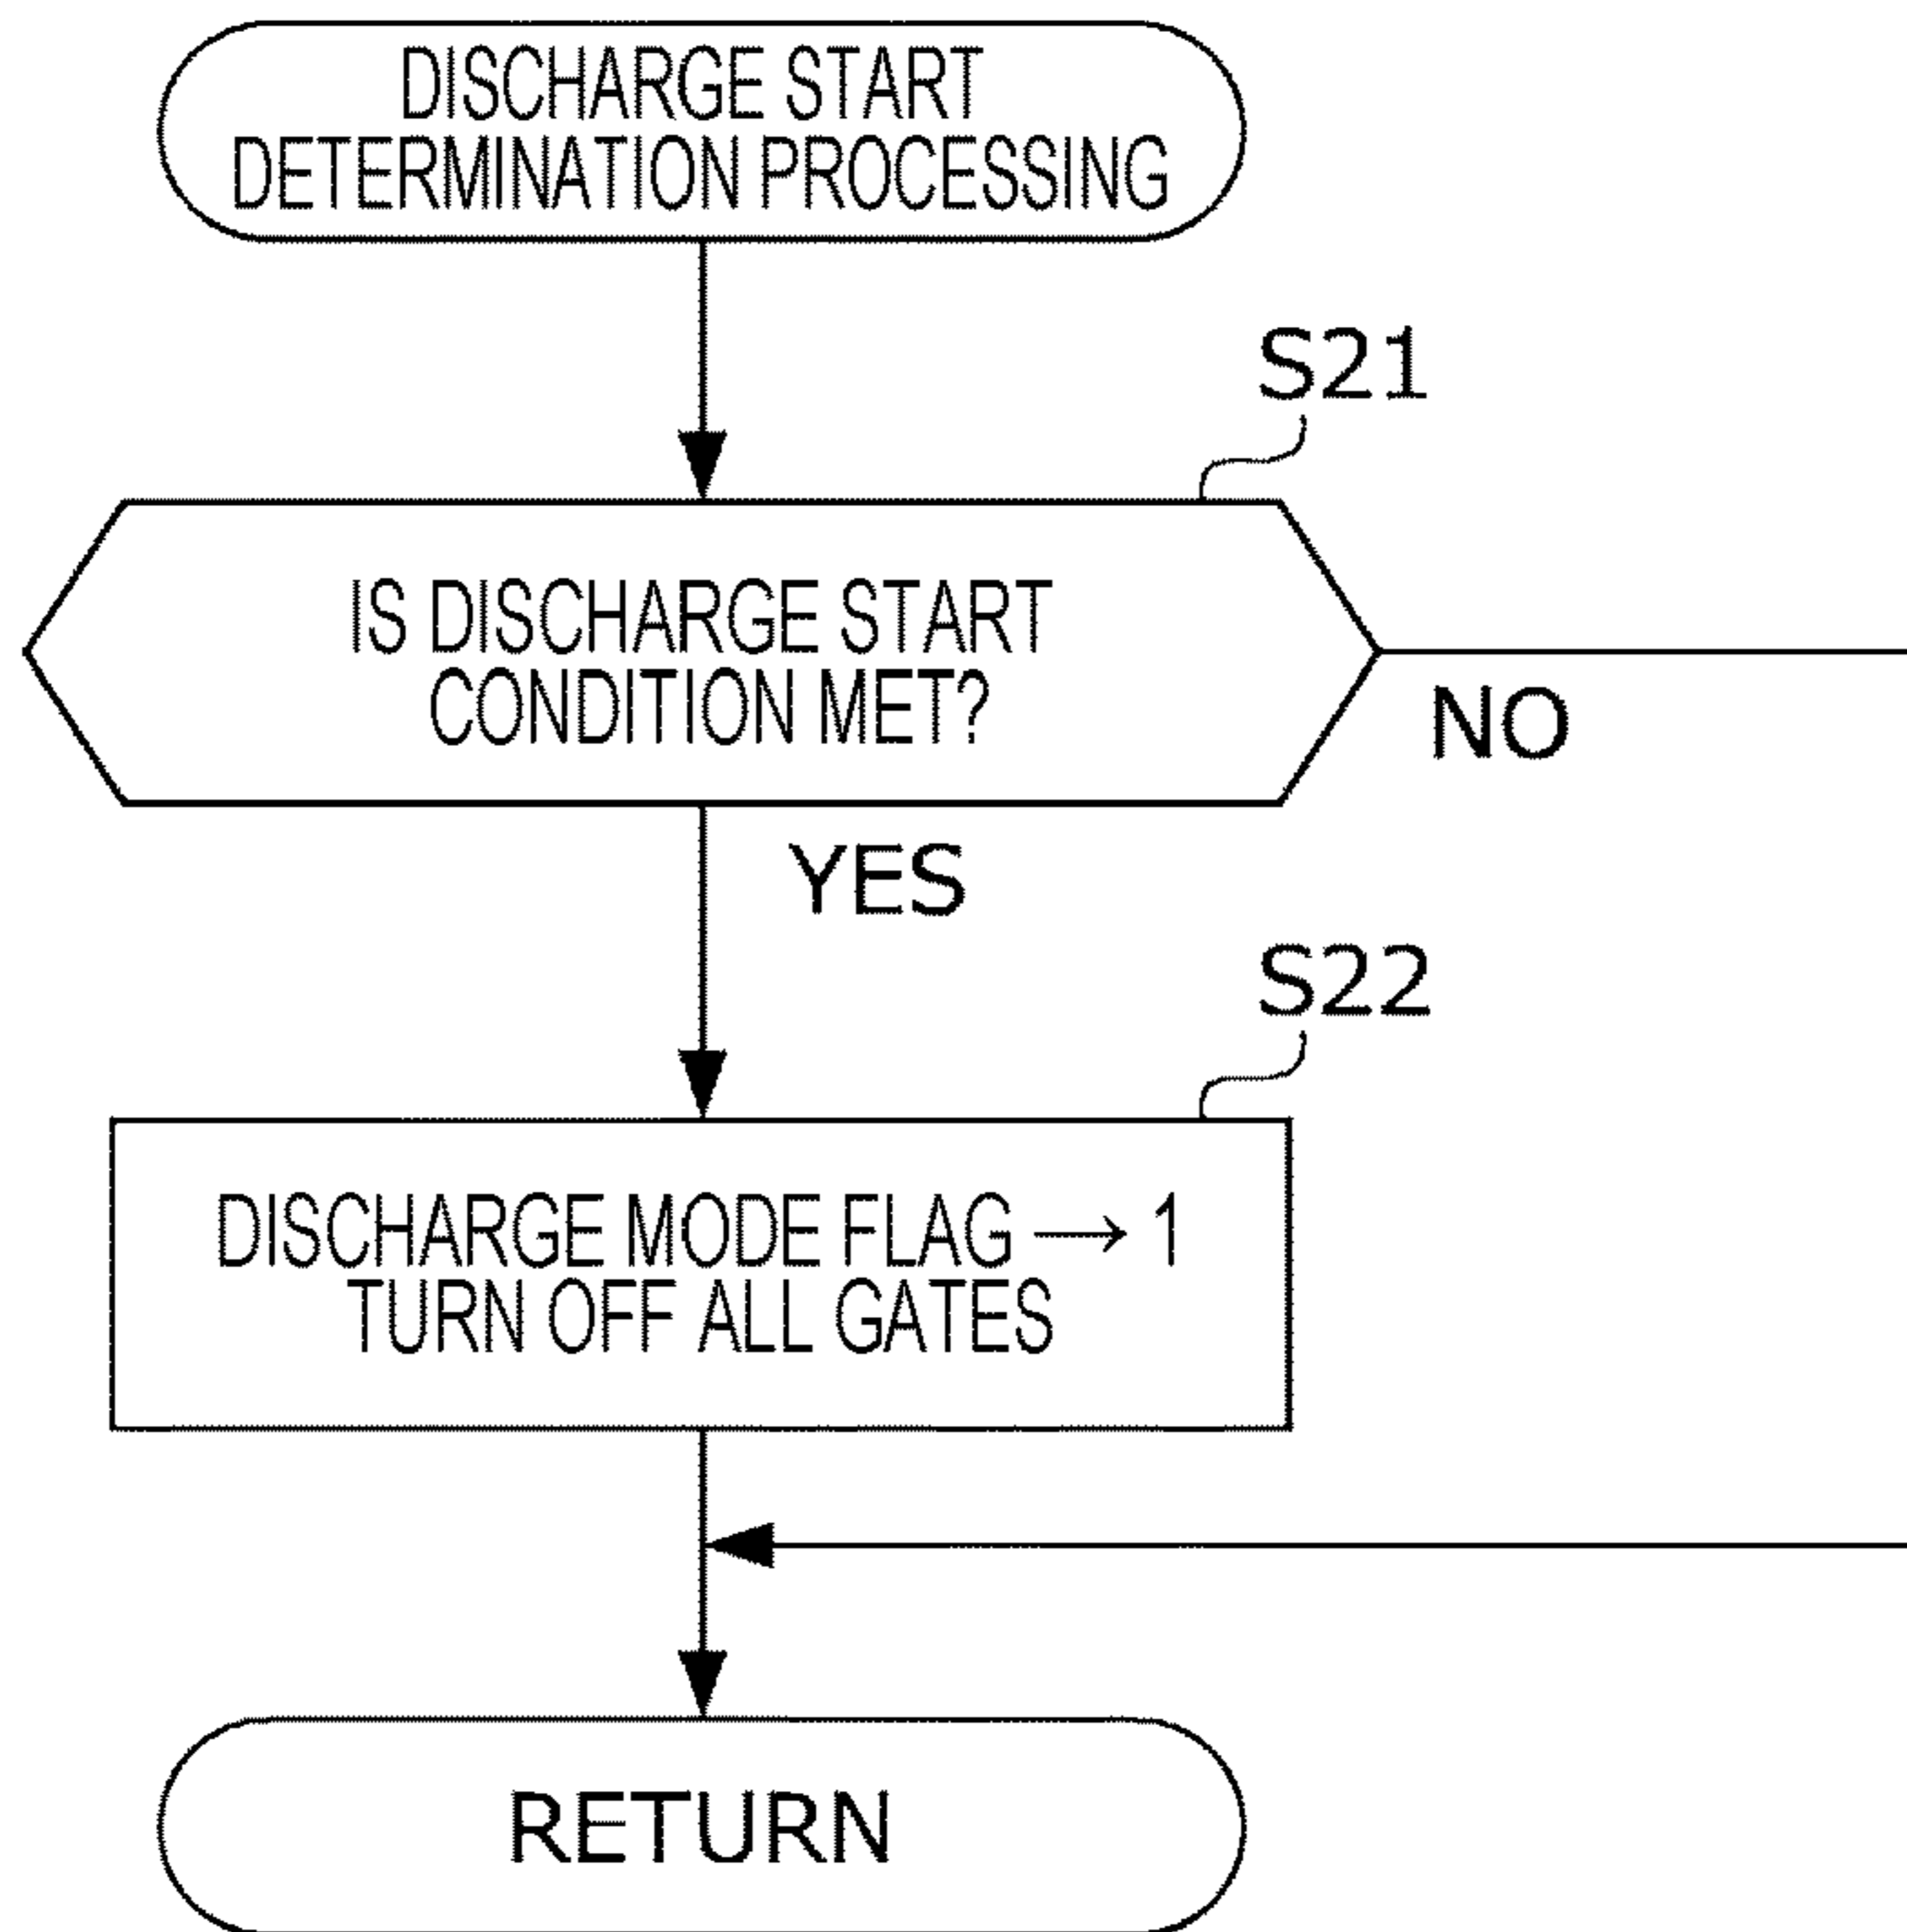 DISCHARGE START
DETERMINATION PROCESSING
S21
IS DISCHARGE START
CONDITION MET?
NO
YES
S22
DISCHARGE MODE FLAG → 1
TURN OFF ALL GATES
RETURN